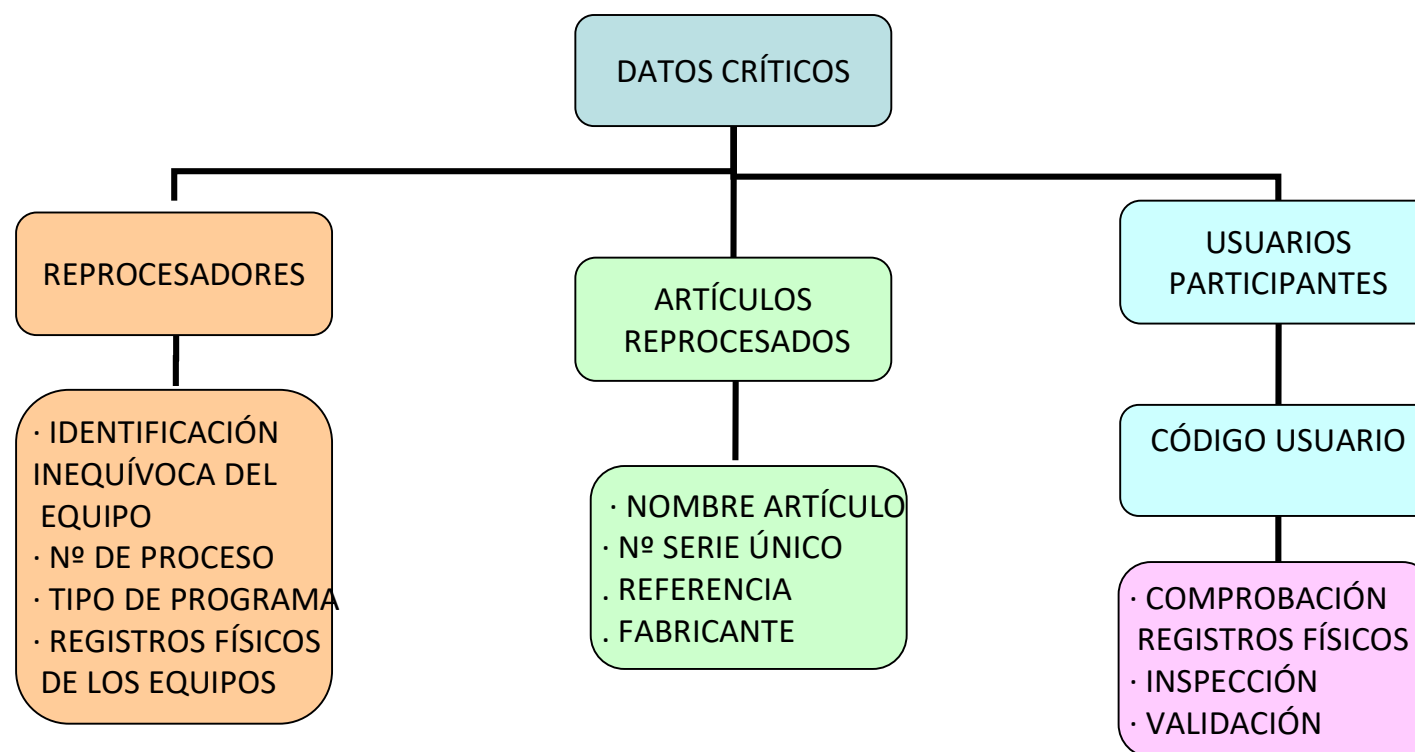 DATOS CRÍTICOS
REPROCESADORES
· IDENTIFICACIÓN
INEQUÍVOCA DEL
EQUIPO
· Nº DE PROCESO
· TIPO DE PROGRAMA
· REGISTROS FÍSICOS
DE LOS EQUIPOS
ARTÍCULOS
REPROCESADOS
· NOMBRE ARTÍCULO
· Nº SERIE ÚNICO
. REFERENCIA
. FABRICANTE
USUARIOS
PARTICIPANTES
CÓDIGO USUARIO
· COMPROBACIÓN
REGISTROS FÍSICOS
· INSPECCIÓN
· VALIDACIÓN